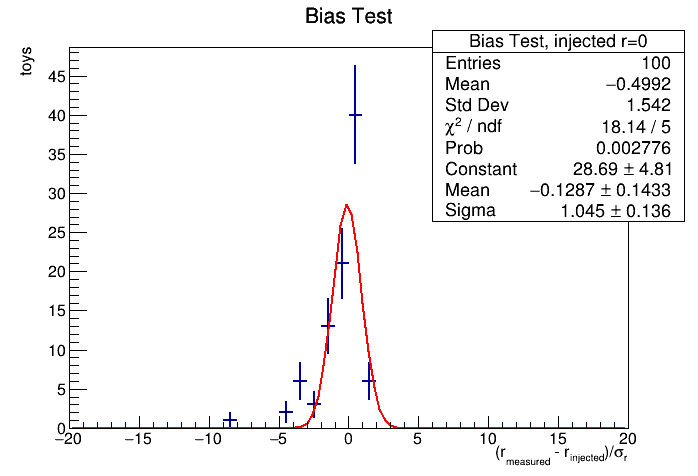 Bias Test
toys
Bias Test, injected r=0
Entries 100
Mean −0.4992
Std Dev 1.542
χ² / ndf 18.14 / 5
Prob 0.002776
Constant 28.69 ± 4.81
Mean −0.1287 ± 0.1433
Sigma 1.045 ± 0.136
45
40
35
30
25
20
15
10
5
0
−20 −15 −10 −5 0 5 10 15 20
(r_measured - r_injected)/σ_r